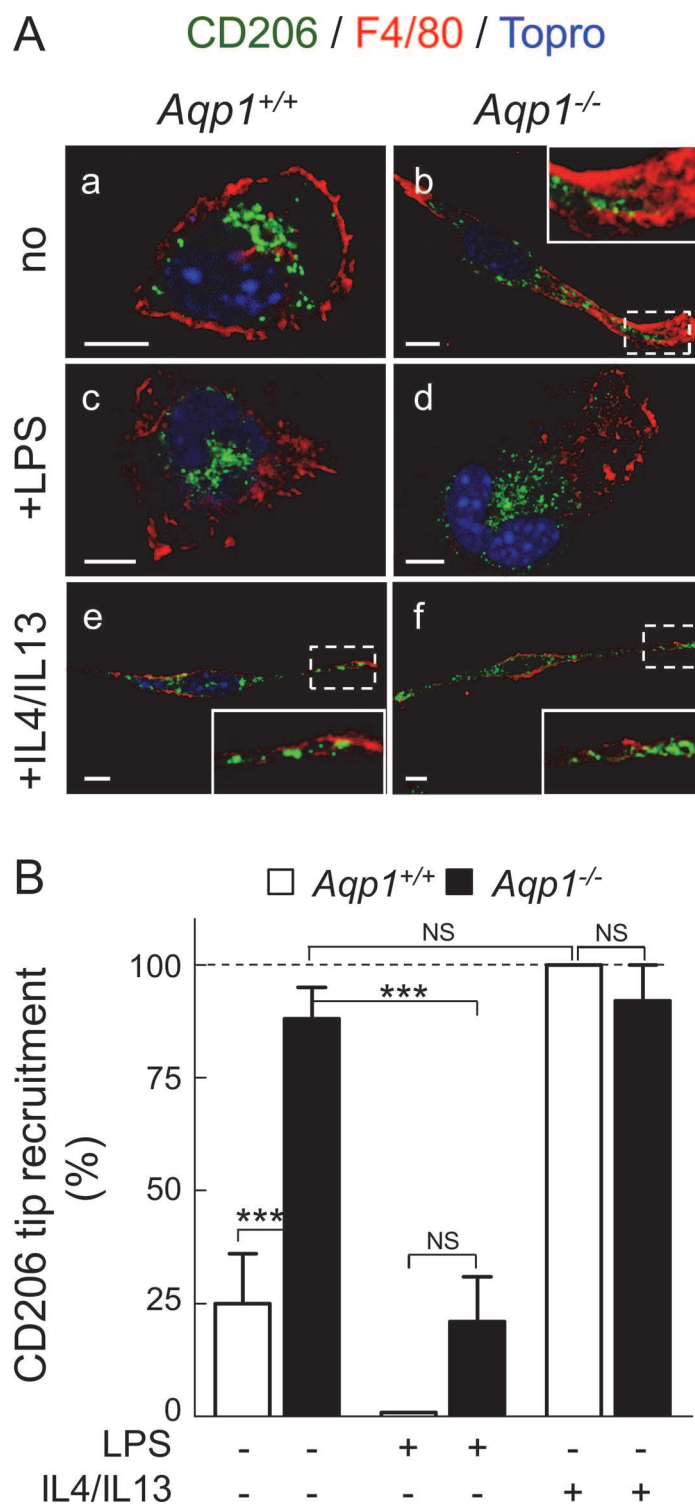 A
CD206 / F4/80 / Topro
Aqp1+/+ Aqp1-/-
no
a
b
+LPS
c
d
+IL4/IL13
e
f
B
Aqp1+/+ Aqp1-/-
CD206 tip recruitment
(%)
100
75
50
25
0
NS
NS
***
***
NS
LPS - - + + - -
IL4/IL13 - - - - + +